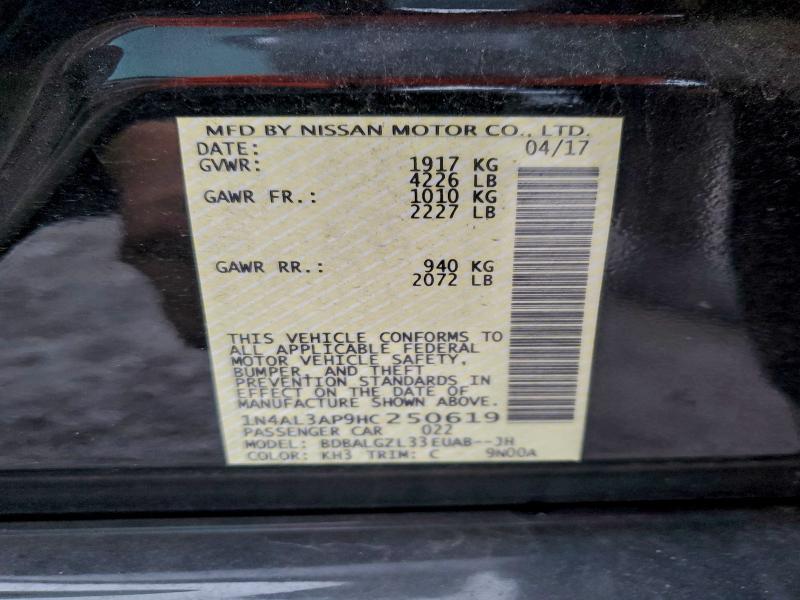 MFD BY NISSAN MOTOR CO., LTD.
DATE: 04/17
GVWR: 1917 KG
4226 LB
GAWR FR.: 1010 KG
2227 LB
GAWR RR.: 940 KG
2072 LB
THIS VEHICLE CONFORMS TO
ALL APPLICABLE FEDERAL
MOTOR VEHICLE SAFETY,
BUMPER, AND THEFT
PREVENTION STANDARDS IN
EFFECT ON THE DATE OF
MANUFACTURE SHOWN ABOVE.
1N4AL3AP9HC250619
PASSENGER CAR 022
MODEL: BDBALGZL33EUAB--JH
COLOR: KH3 TRIM: C 9N00A